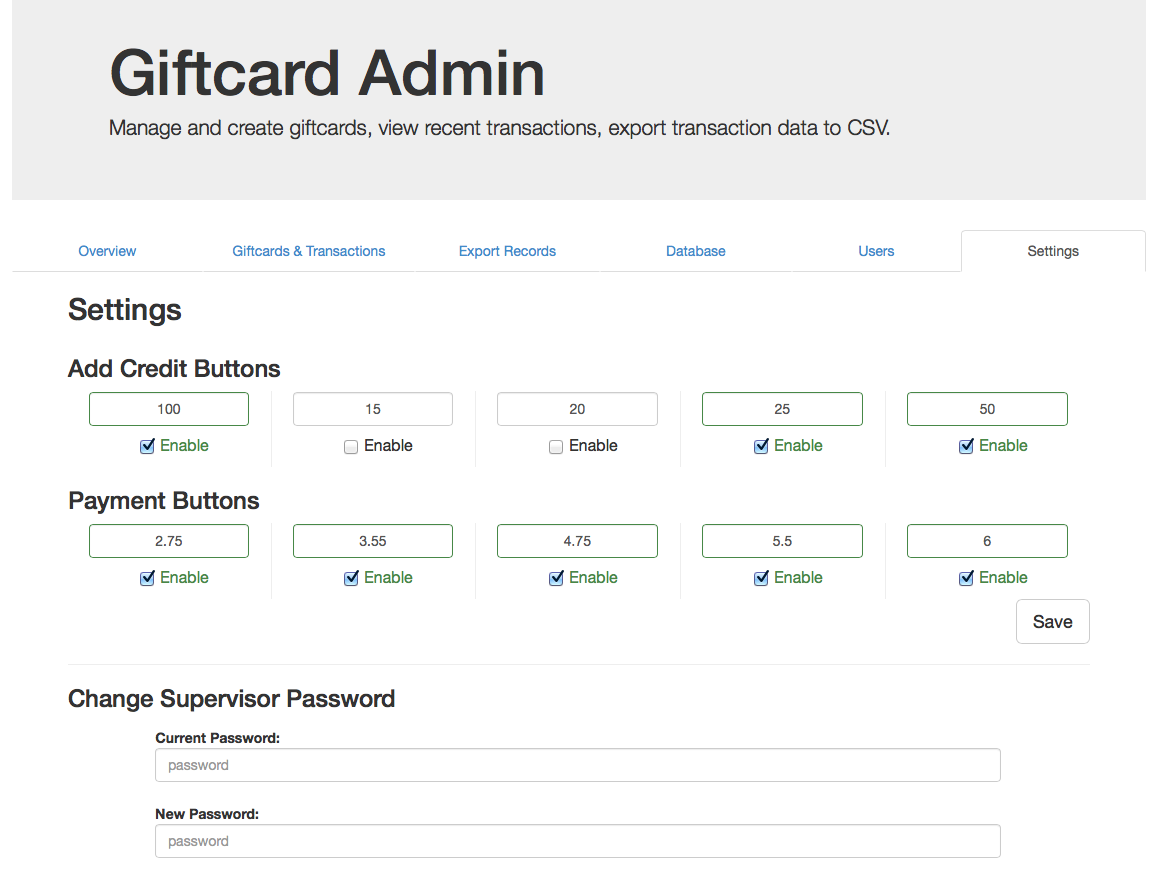 Giftcard Admin
Manage and create giftcards, view recent transactions, export transaction data to CSV.
Overview Giftcards & Transactions Export Records Database Users Settings
Settings
Add Credit Buttons
100 15 20 25 50
Enable Enable Enable Enable Enable
Payment Buttons
2.75 3.55 4.75 5.5 6
Enable Enable Enable Enable Enable
Save
Change Supervisor Password
Current Password:
password
New Password:
password